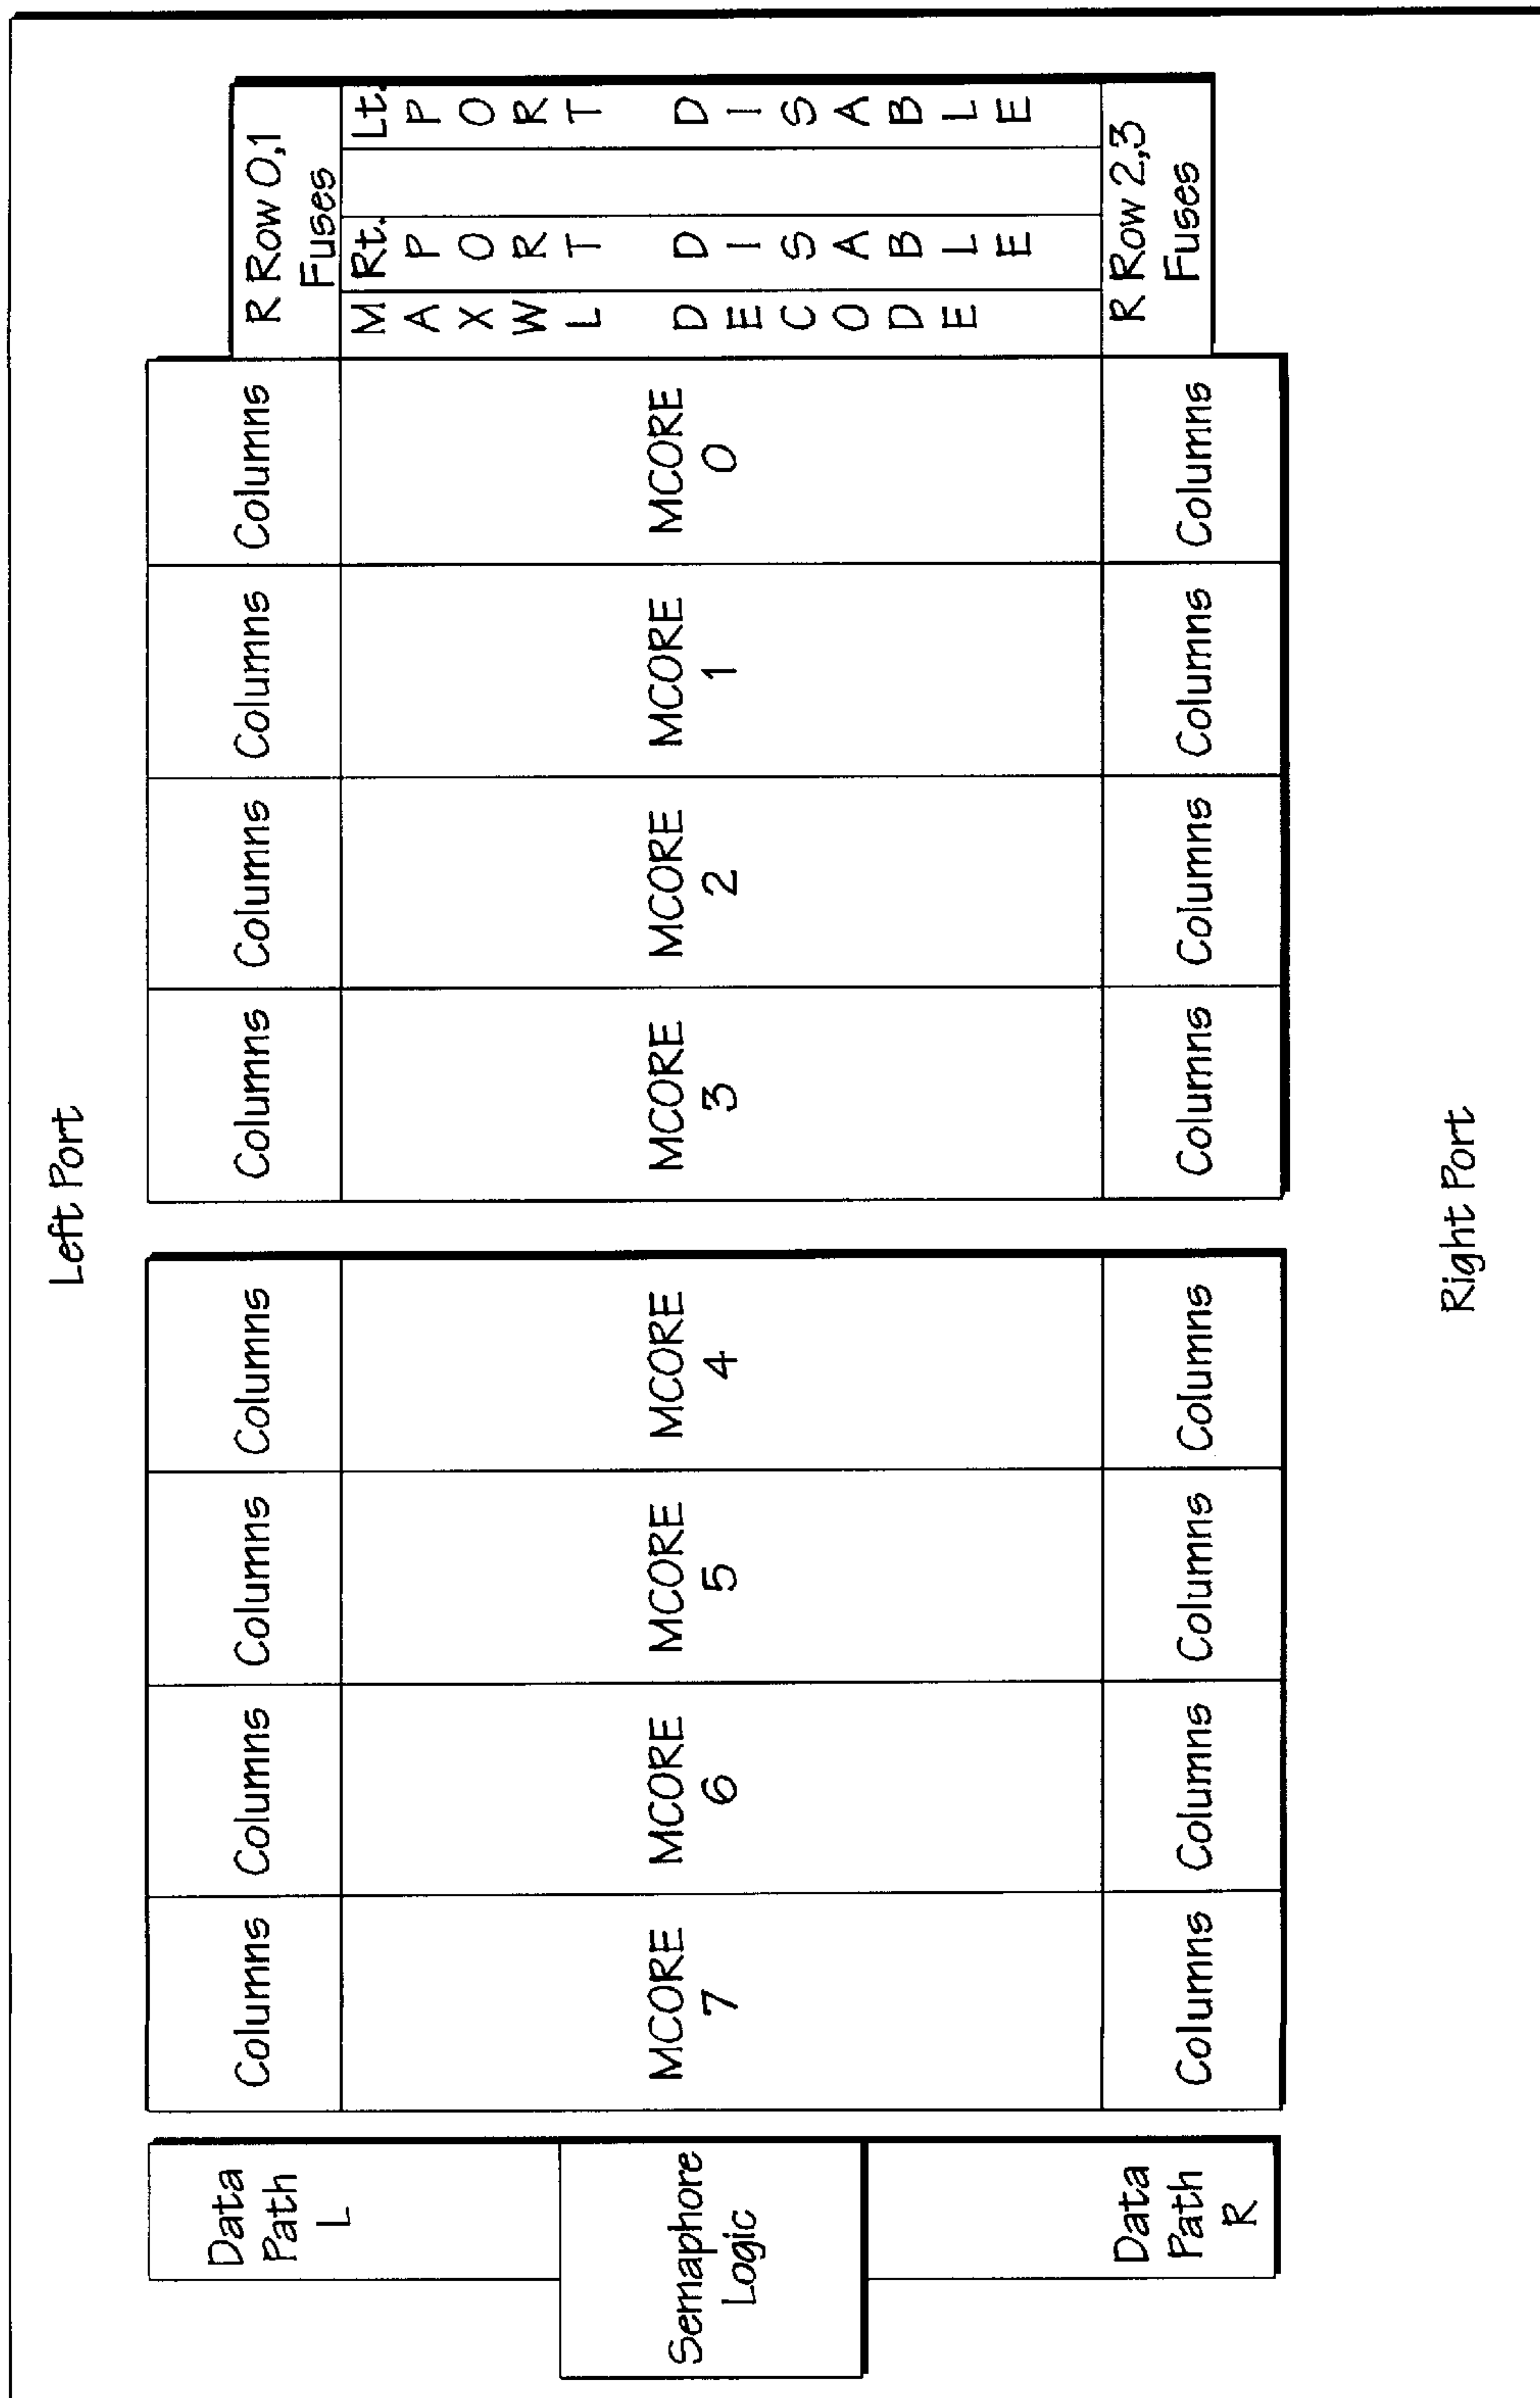 Left Port
Data
Path
L
Columns
Columns
Columns
Columns
Columns
Columns
Columns
Columns
R Row 0,1
Fuses
Semaphore
Logic
MCORE
7
MCORE
6
MCORE
5
MCORE
4
MCORE
3
MCORE
2
MCORE
1
MCORE
0
MAXWL DECODE
Rt. PORT DISABLE
Lt. PORT DISABLE
Data
Path
R
Columns
Columns
Columns
Columns
Columns
Columns
Columns
Columns
R Row 2,3
Fuses
Right Port